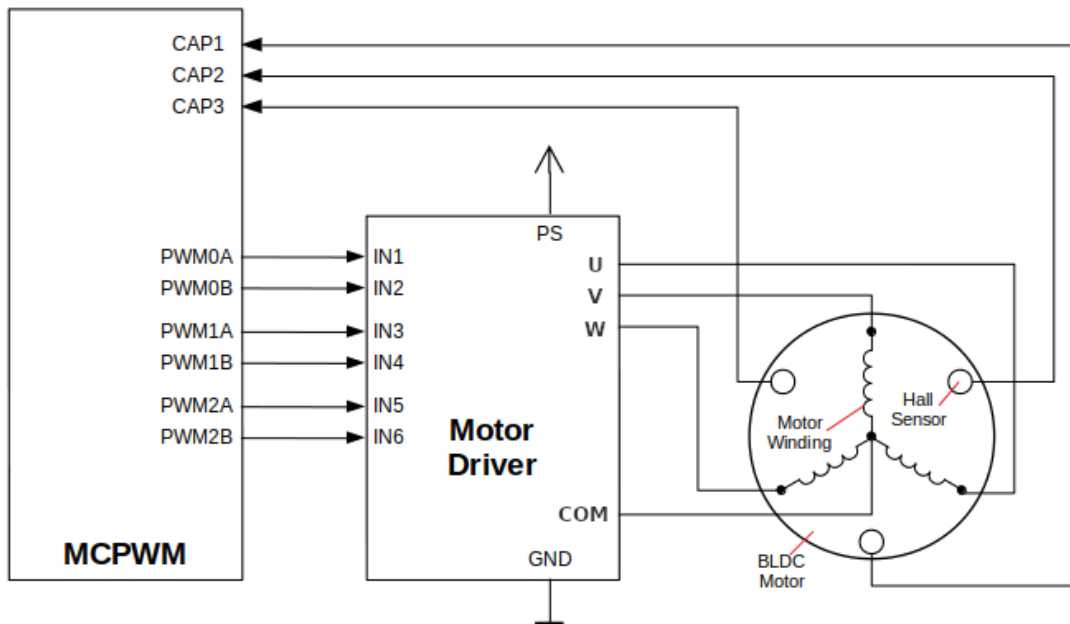 CAP1
CAP2
CAP3
PWM0A
PWM0B
PWM1A
PWM1B
PWM2A
PWM2B
MCPWM
PS
IN1
IN2
IN3
IN4
IN5
IN6
U
V
W
Motor
Driver
COM
GND
Motor
Winding
Hall
Sensor
BLDC
Motor